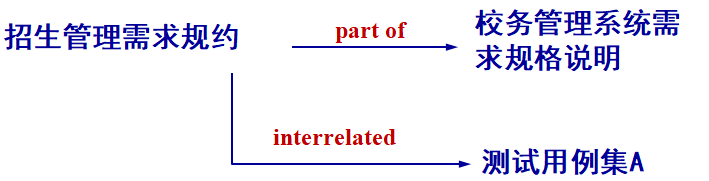 招生管理需求规约
part of
校务管理系统需
求规格说明
interrelated
测试用例集A